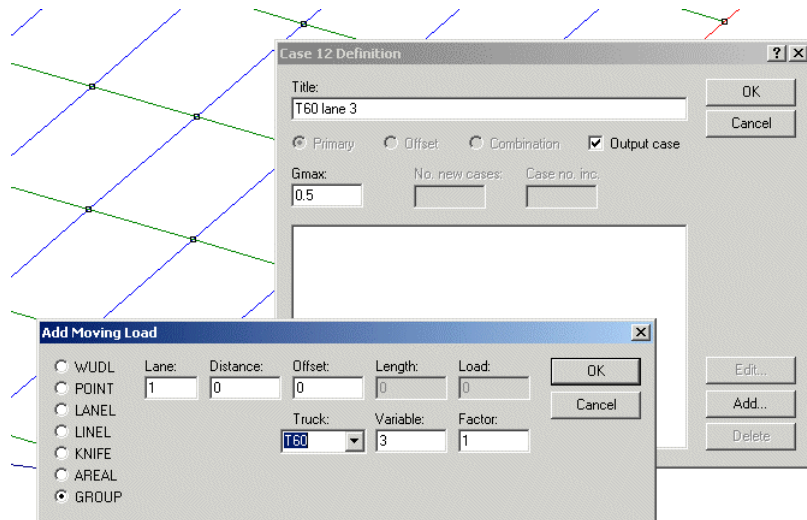 Case 12 Definition
Title:
T60 lane 3
OK
Cancel
Primary Offset Combination Output case
Gmax: No. new cases: Case no. inc.
0.5
Edit...
Add...
Delete
Add Moving Load
WUDL
POINT
LANEL
LINEL
KNIFE
AREAL
GROUP
Lane: Distance: Offset: Length: Load:
1 0 0 0 0
Truck: Variable: Factor:
T60 3 1
OK
Cancel